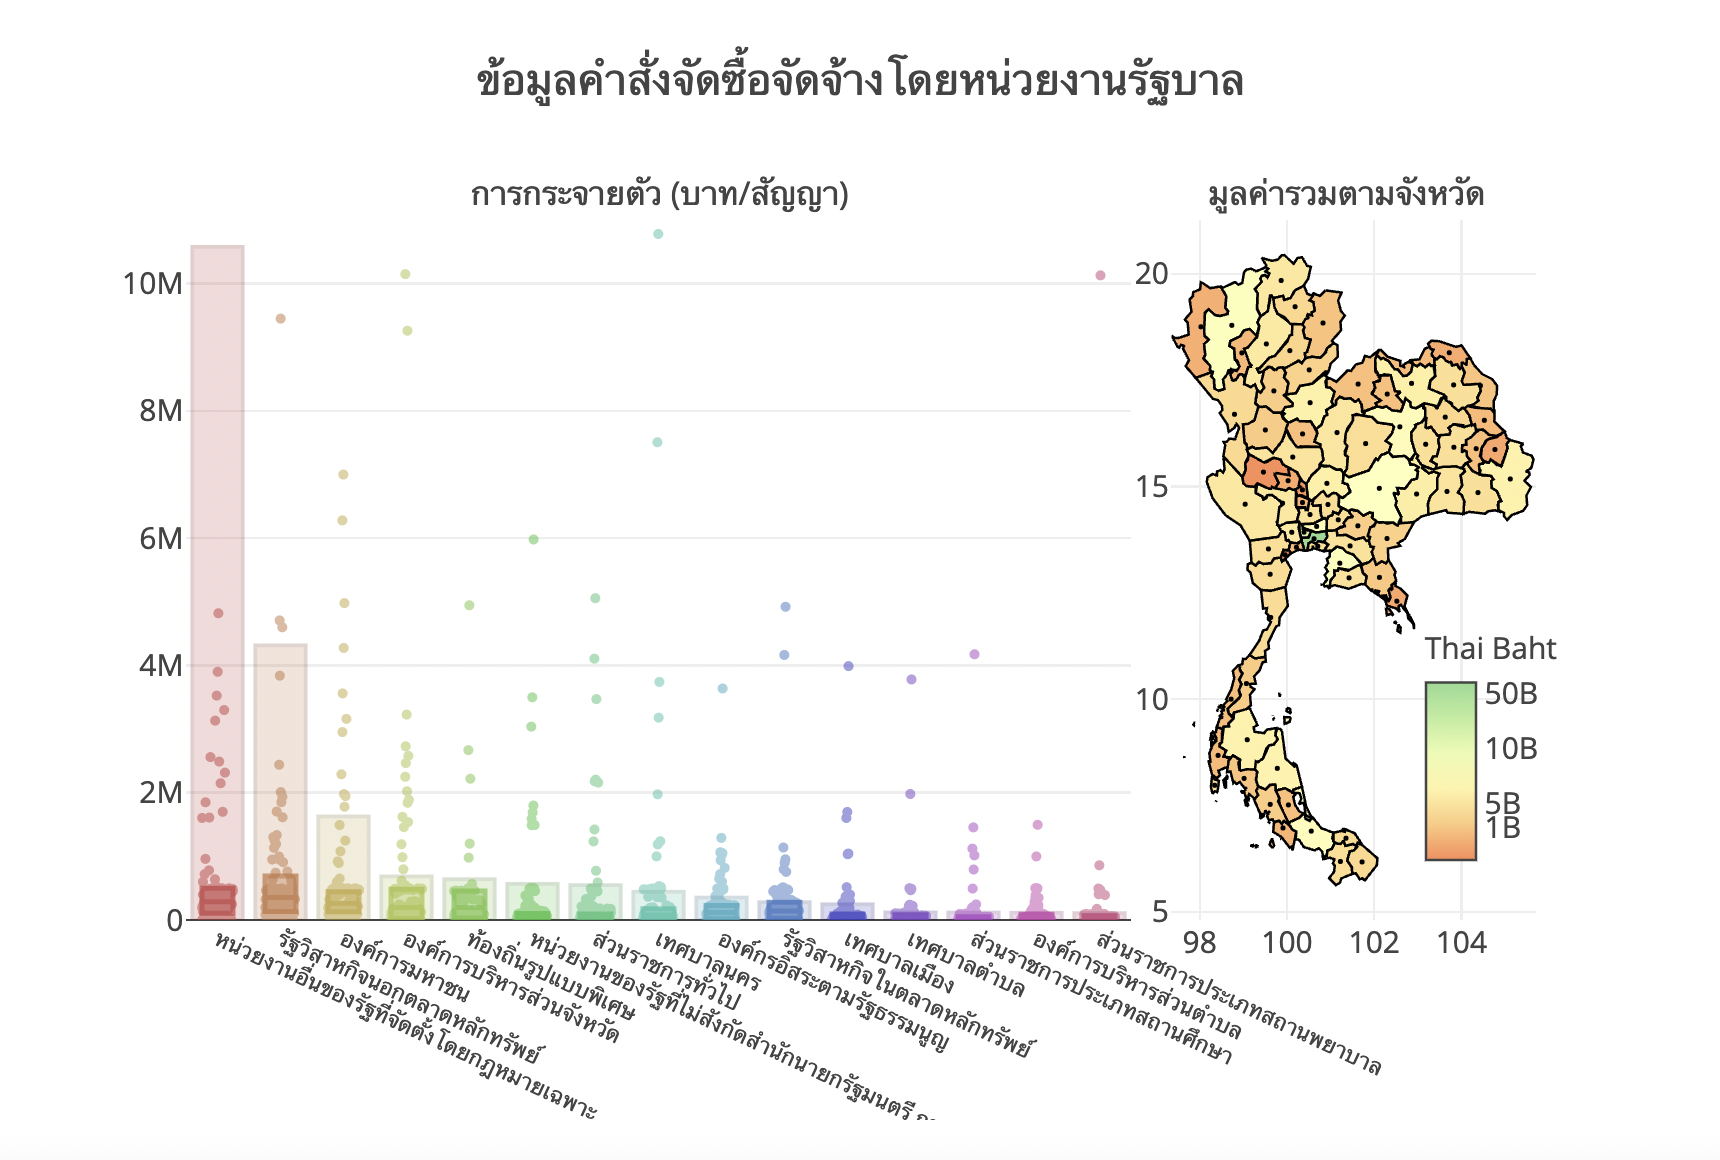 ข้อมูลคำสั่งจัดซื้อจัดจ้างโดยหน่วยงานรัฐบาล
การกระจายตัว (บาท/สัญญา)
มูลค่ารวมตามจังหวัด
10M
8M
6M
4M
2M
0
หน่วยงานอื่นของรัฐที่จัดตั้งโดยกฎหมายเฉพาะ
รัฐวิสาหกิจนอกตลาดหลักทรัพย์
องค์การมหาชน
องค์การบริหารส่วนจังหวัด
ท้องถิ่นรูปแบบพิเศษ
หน่วยงานของรัฐที่ไม่สังกัดสำนักนายกรัฐมนตรี
ส่วนราชการทั่วไป
เทศบาลนคร
องค์กรอิสระตามรัฐธรรมนูญ
รัฐวิสาหกิจในตลาดหลักทรัพย์
เทศบาลเมือง
เทศบาลตำบล
ส่วนราชการประเภทสถานศึกษา
องค์การบริหารส่วนตำบล
ส่วนราชการประเภทสถานพยาบาล
20
15
10
5
98
100
102
104
Thai Baht
50B
10B
5B
1B